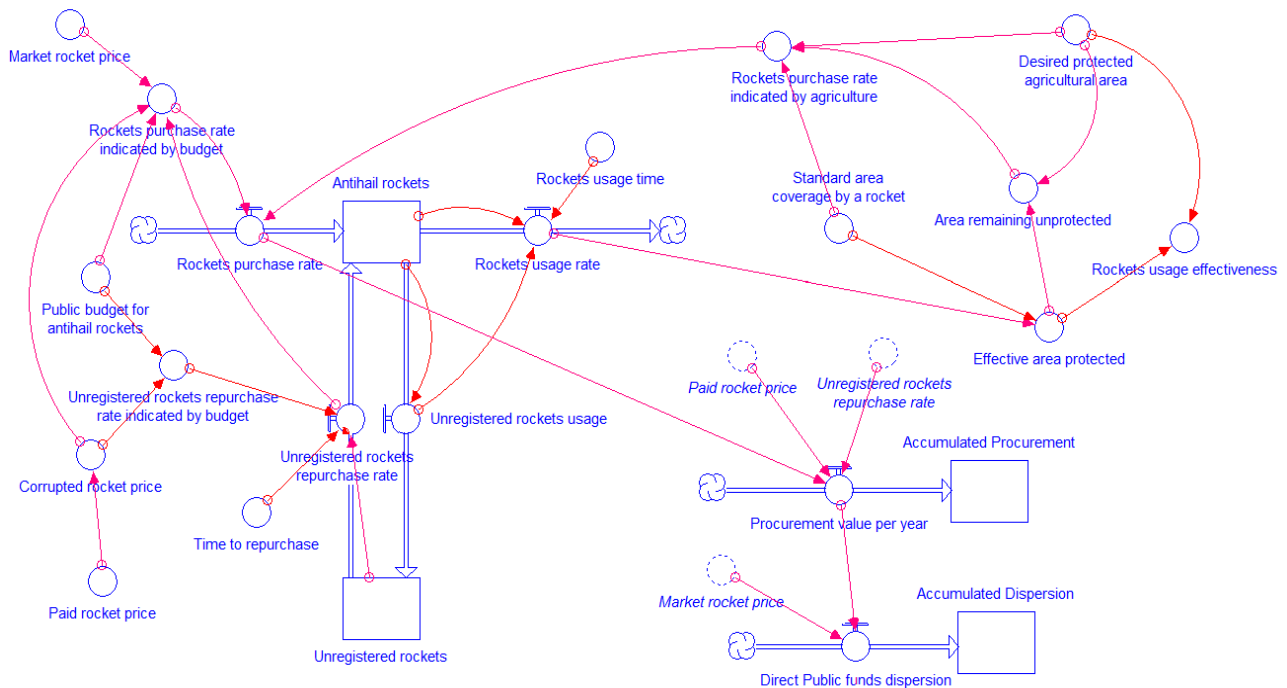 Market rocket price
Rockets purchase rate
indicated by budget
Rockets purchase rate
indicated by agriculture
Desired protected
agricultural area
Antihail rockets
Rockets usage time
Standard area
coverage by a rocket
Area remaining unprotected
Rockets purchase rate
Rockets usage rate
Rockets usage effectiveness
Public budget for
antihail rockets
Effective area protected
Unregistered rockets repurchase
rate indicated by budget
Unregistered rockets usage
Paid rocket price
Unregistered rockets
repurchase rate
Corrupted rocket price
Unregistered rockets
repurchase rate
Accumulated Procurement
Time to repurchase
Procurement value per year
Paid rocket price
Market rocket price
Accumulated Dispersion
Unregistered rockets
Direct Public funds dispersion